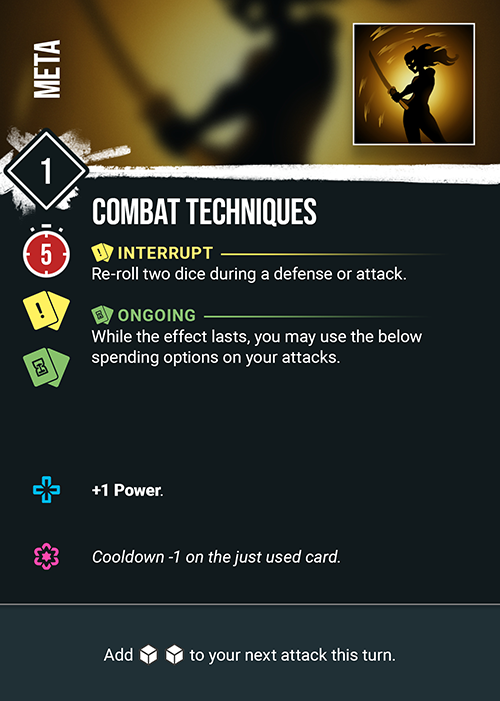 META
1
COMBAT TECHNIQUES
5
INTERRUPT
Re-roll two dice during a defense or attack.
ONGOING
While the effect lasts, you may use the below
spending options on your attacks.
+1 Power.
Cooldown -1 on the just used card.
Add to your next attack this turn.